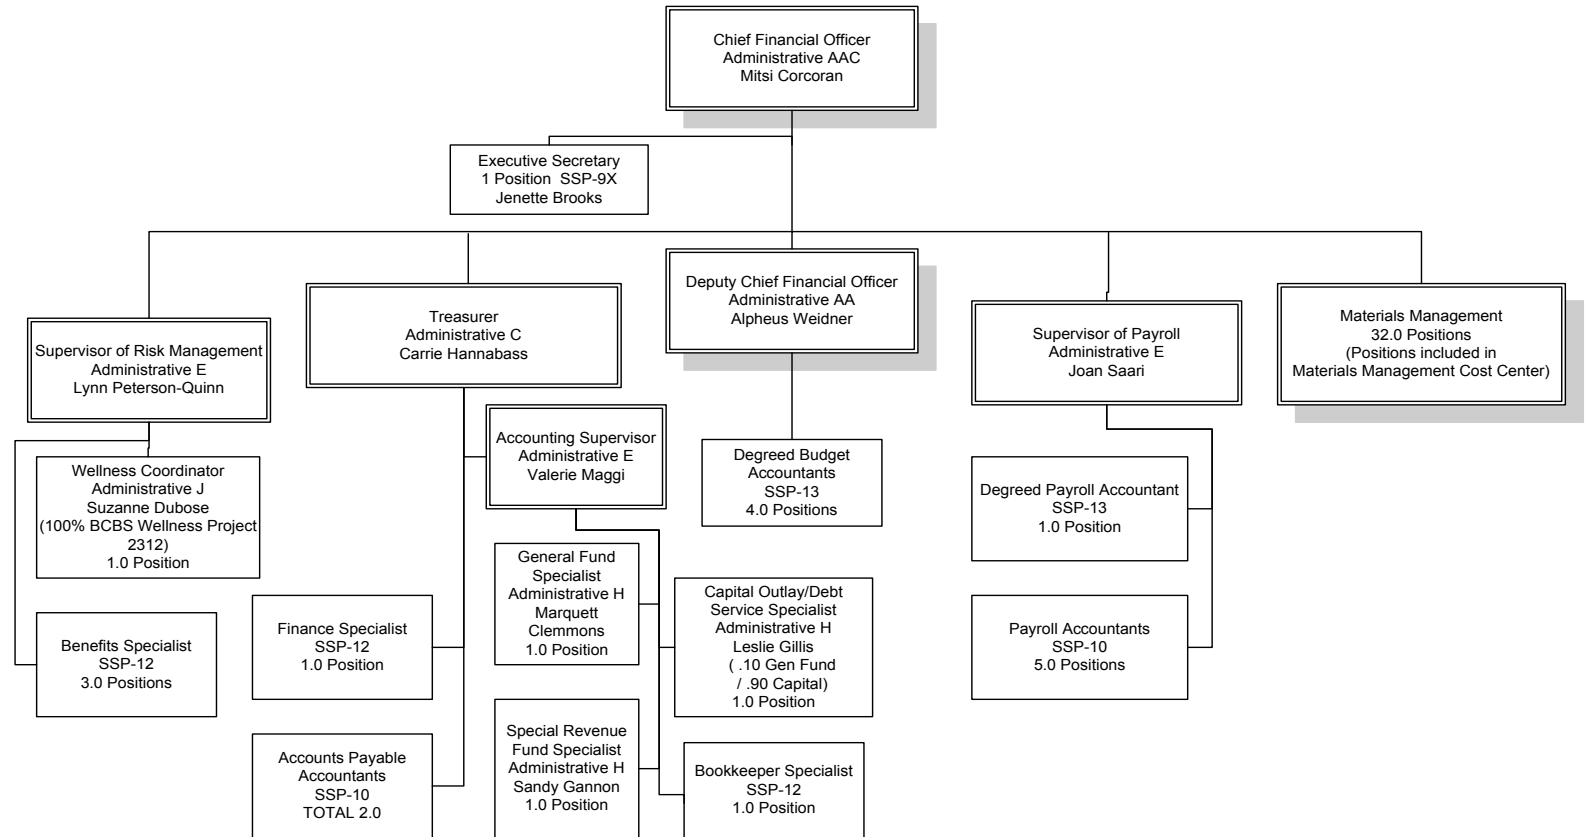 Chief Financial Officer
Administrative AAC
Mitsi Corcoran
Executive Secretary
1 Position  SSP-9X
Jenette Brooks
Supervisor of Risk Management
Administrative E
Lynn Peterson-Quinn
Treasurer
Administrative C
Carrie Hannabass
Deputy Chief Financial Officer
Administrative AA
Alpheus Weidner
Supervisor of Payroll
Administrative E
Joan Saari
Materials Management
32.0 Positions
(Positions included in
Materials Management Cost Center)
Wellness Coordinator
Administrative J
Suzanne Dubose
(100% BCBS Wellness Project
2312)
1.0 Position
Benefits Specialist
SSP-12
3.0 Positions
Finance Specialist
SSP-12
1.0 Position
Accounts Payable
Accountants
SSP-10
TOTAL 2.0
Accounting Supervisor
Administrative E
Valerie Maggi
General Fund
Specialist
Administrative H
Marquett
Clemmons
1.0 Position
Special Revenue
Fund Specialist
Administrative H
Sandy Gannon
1.0 Position
Capital Outlay/Debt
Service Specialist
Administrative H
Leslie Gillis
( .10 Gen Fund
/ .90 Capital)
1.0 Position
Bookkeeper Specialist
SSP-12
1.0 Position
Degreed Budget
Accountants
SSP-13
4.0 Positions
Degreed Payroll Accountant
SSP-13
1.0 Position
Payroll Accountants
SSP-10
5.0 Positions